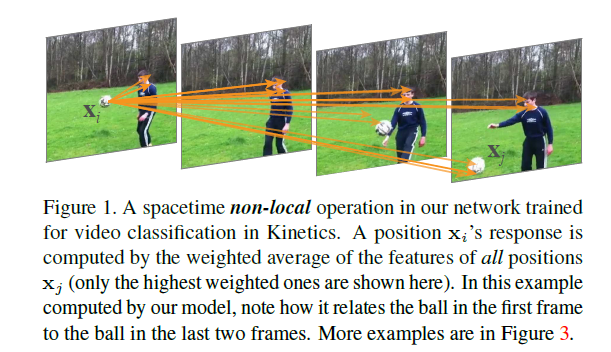 x_i
x_j
Figure 1. A spacetime non-local operation in our network trained
for video classification in Kinetics. A position x_i's response is
computed by the weighted average of the features of all positions
x_j (only the highest weighted ones are shown here). In this example
computed by our model, note how it relates the ball in the first frame
to the ball in the last two frames. More examples are in Figure 3.